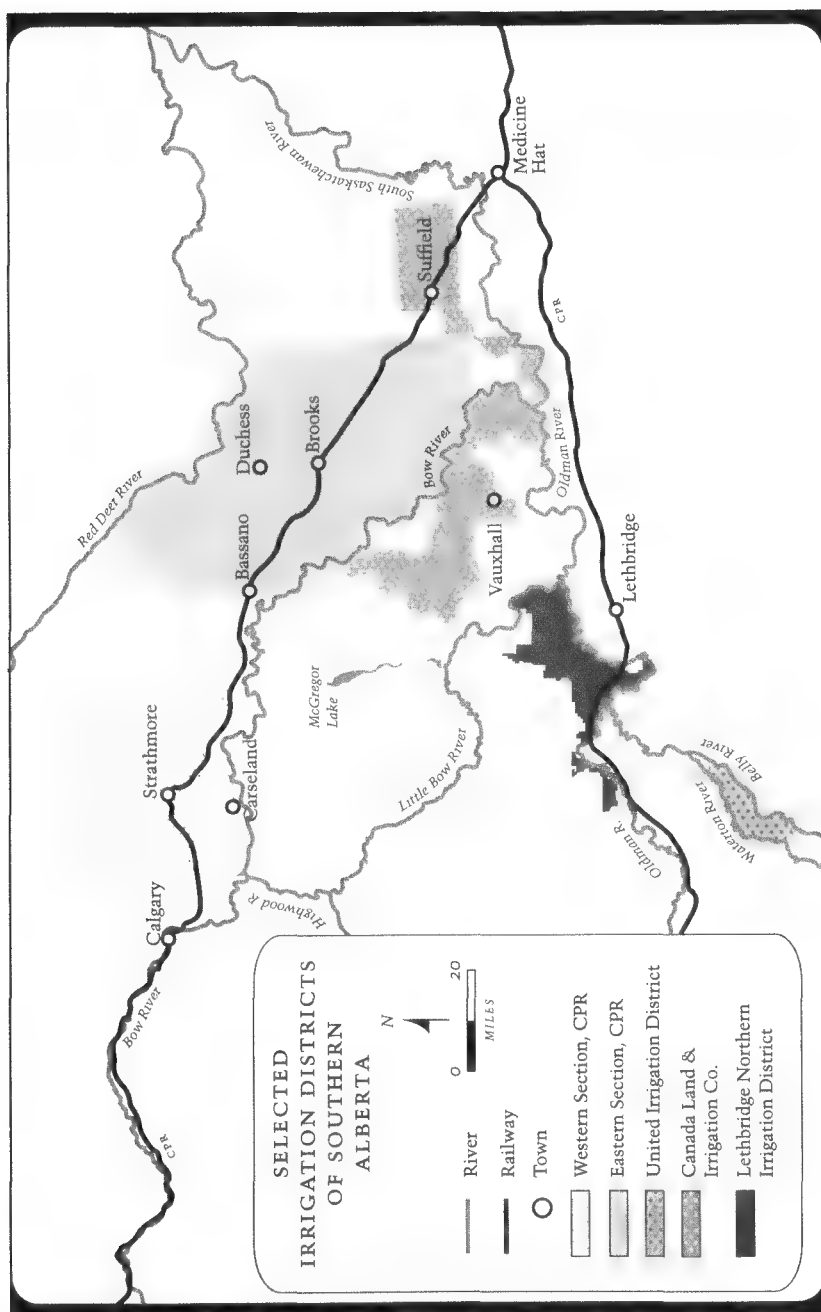 SELECTED
IRRIGATION DISTRICTS
OF SOUTHERN
ALBERTA
N
0 20
MILES
River
Railway
Town
Western Section, CPR
Eastern Section, CPR
United Irrigation District
Canada Land &
Irrigation Co.
Lethbridge Northern
Irrigation District
CPR
Bow River
Calgary
Strathmore
Carseland
Highwood R
Little Bow River
McGregor
Lake
Bassano
Red Deer River
Duchess
Brooks
Bow River
Vauxhall
Suffield
South Saskatchewan River
Medicine
Hat
CPR
Oldman River
Lethbridge
Oldman R.
Waterton River
Belly River